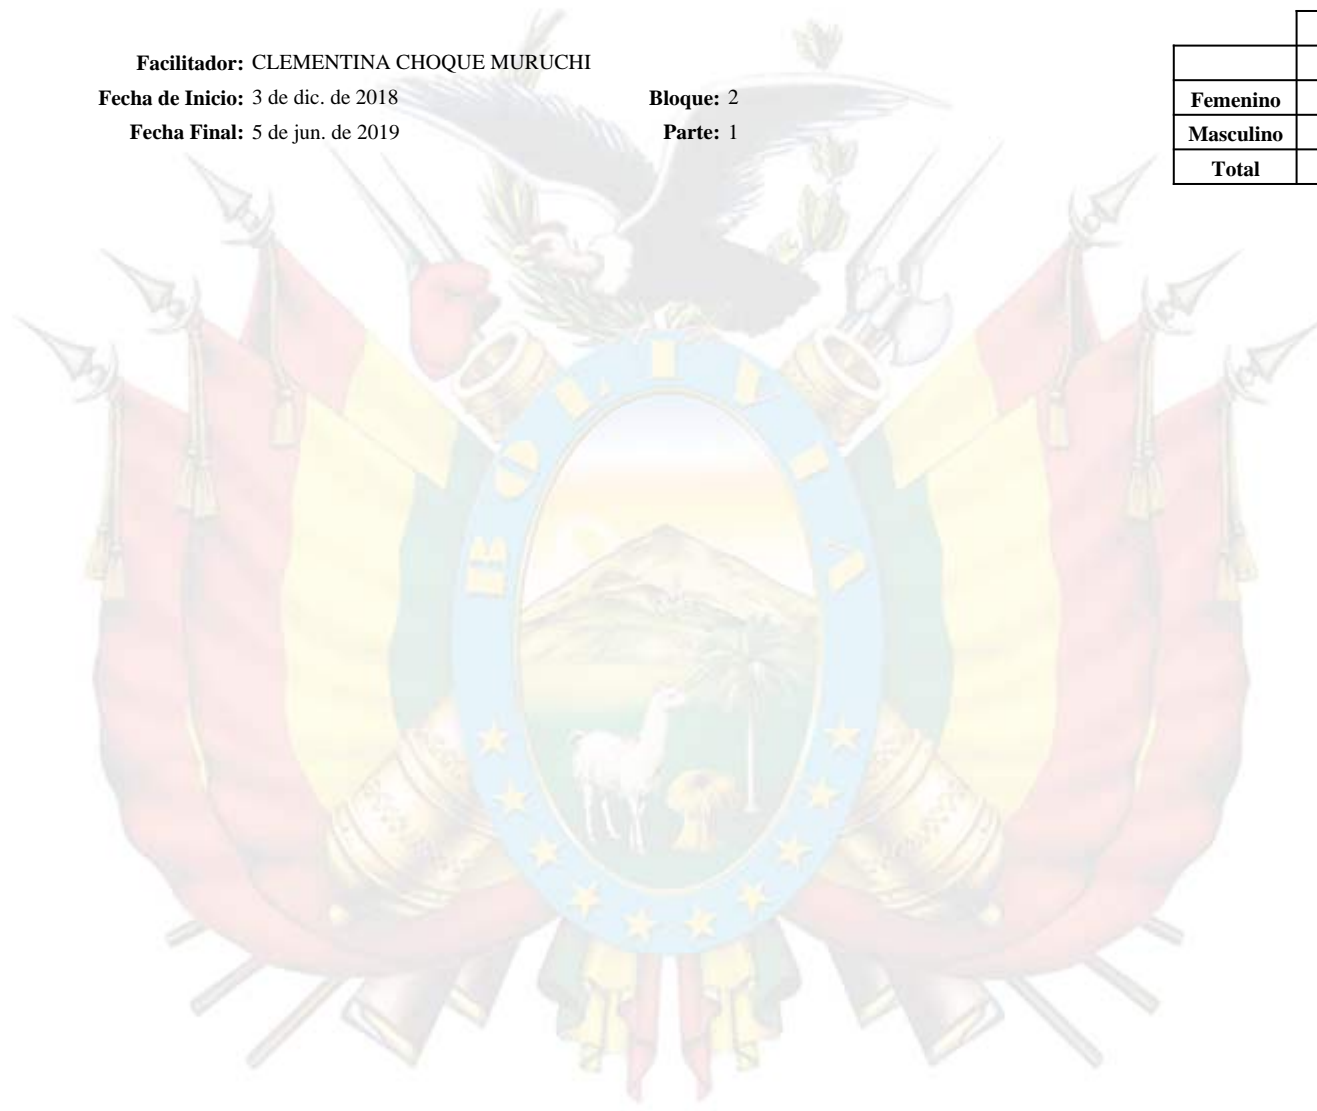 Facilitador: CLEMENTINA CHOQUE MURUCHI
Fecha de Inicio: 3 de dic. de 2018 Bloque: 2
Fecha Final: 5 de jun. de 2019 Parte: 1
Femenino
Masculino
Total
BOLIVIA